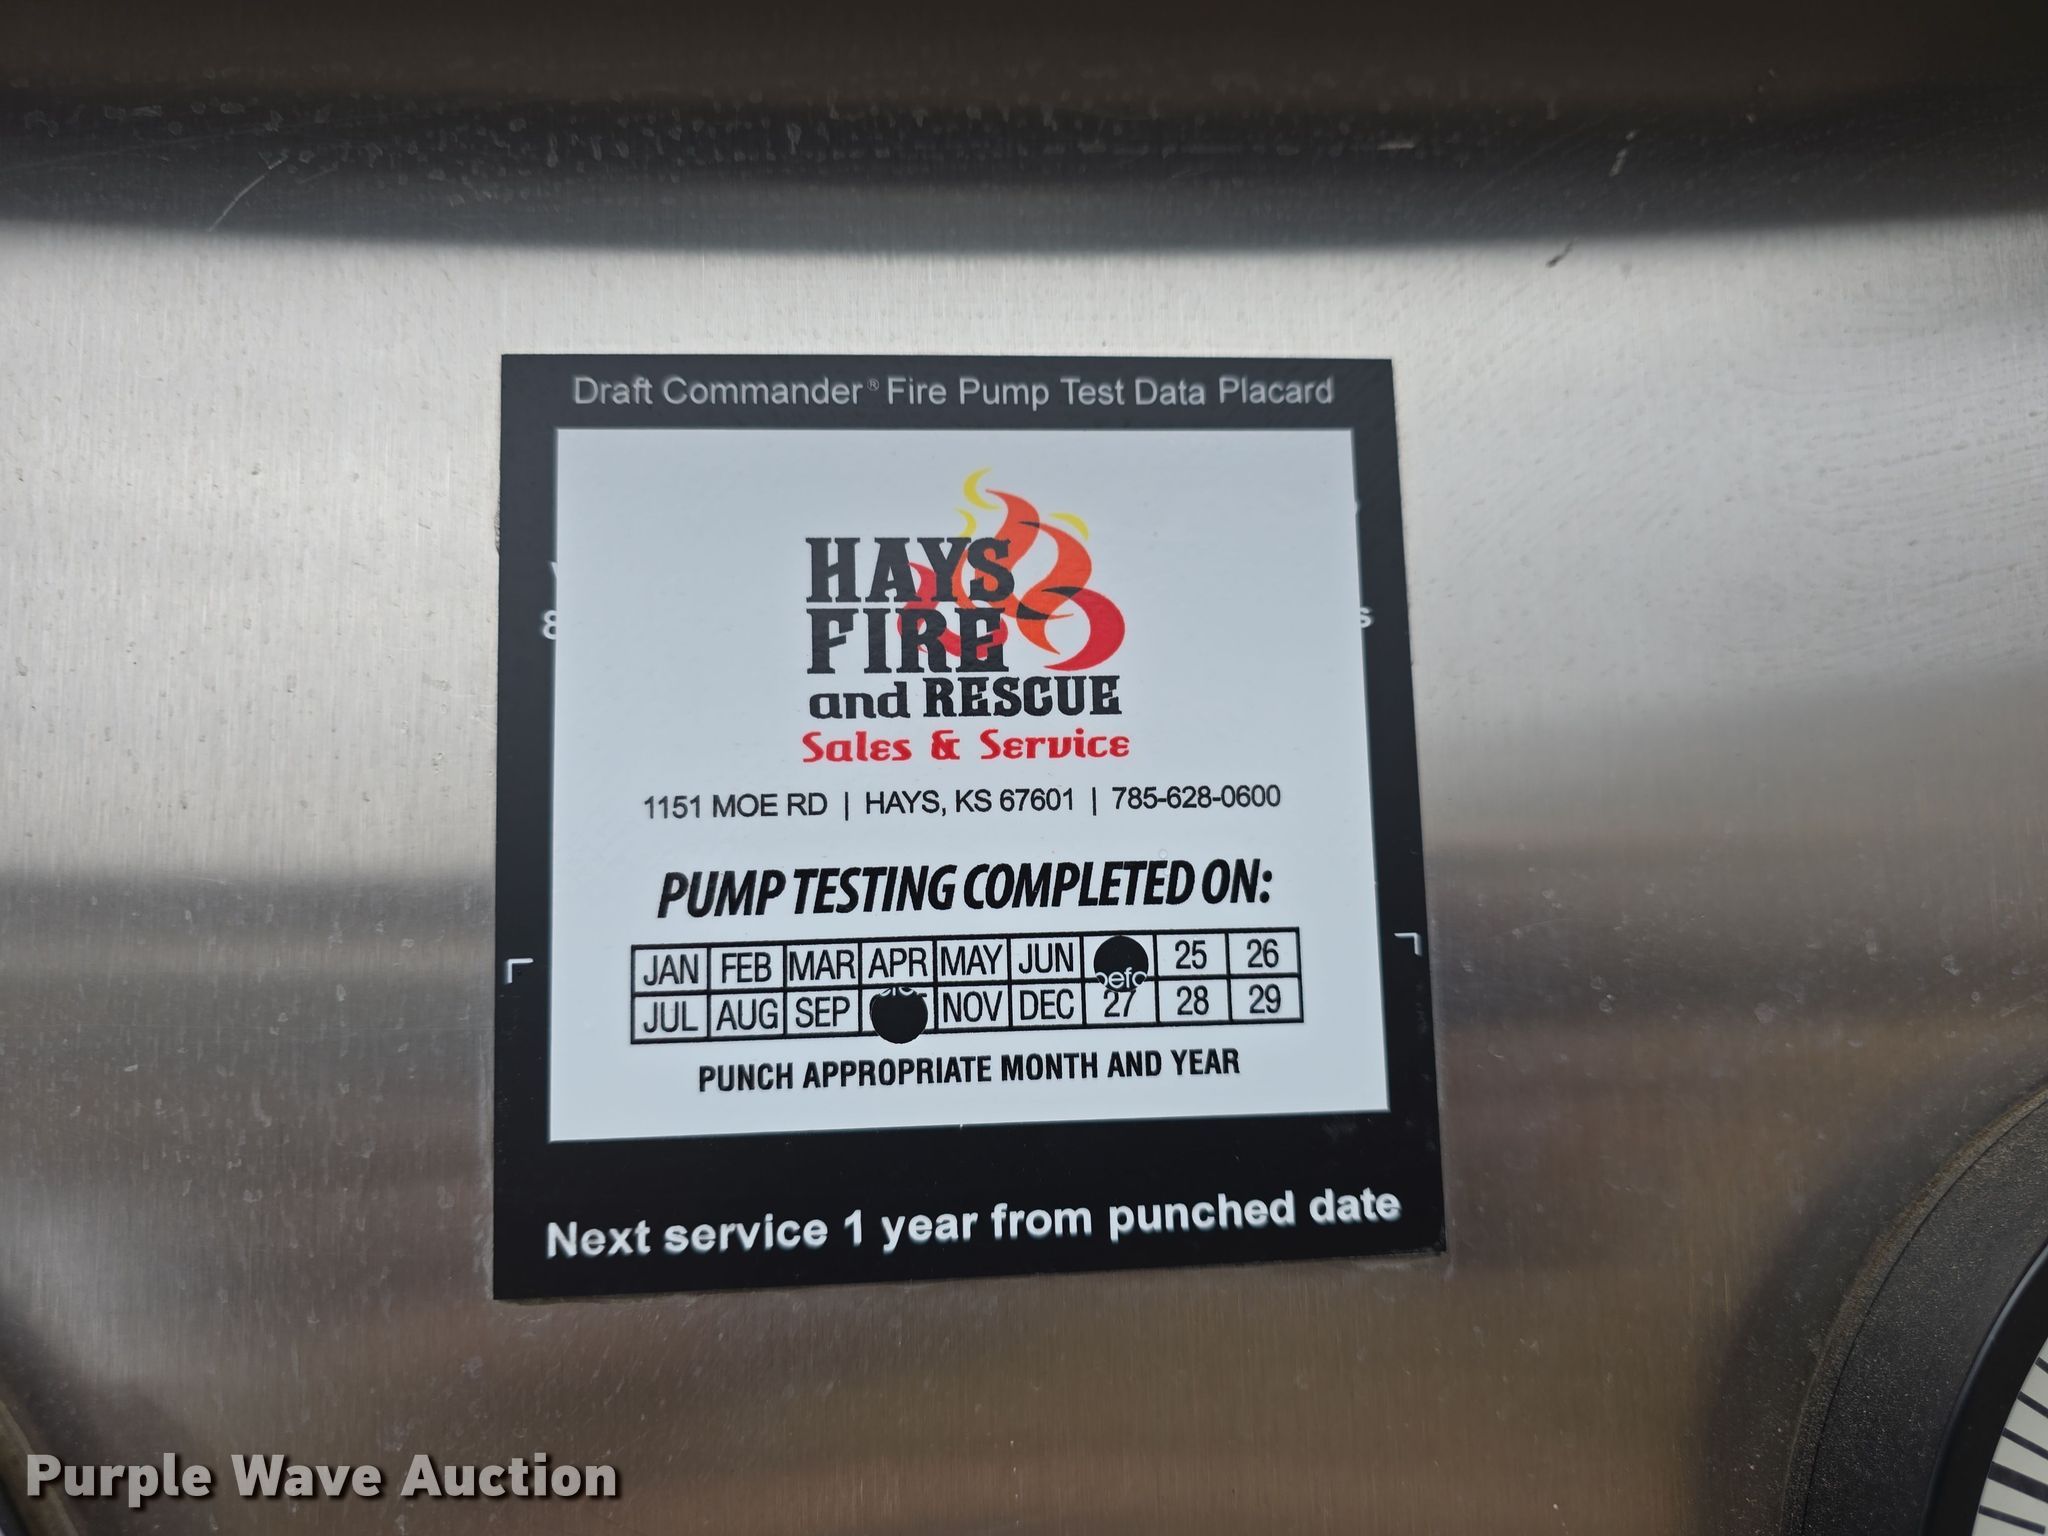 Draft Commander® Fire Pump Test Data Placard
HAYS
FIRE
and RESCUE
Sales & Service
1151 MOE RD | HAYS, KS 67601 | 785-628-0600
PUMP TESTING COMPLETED ON:
JAN FEB MAR APR MAY JUN 25 26
JUL AUG SEP NOV DEC 27 28 29
PUNCH APPROPRIATE MONTH AND YEAR
Next service 1 year from punched date
Purple Wave Auction